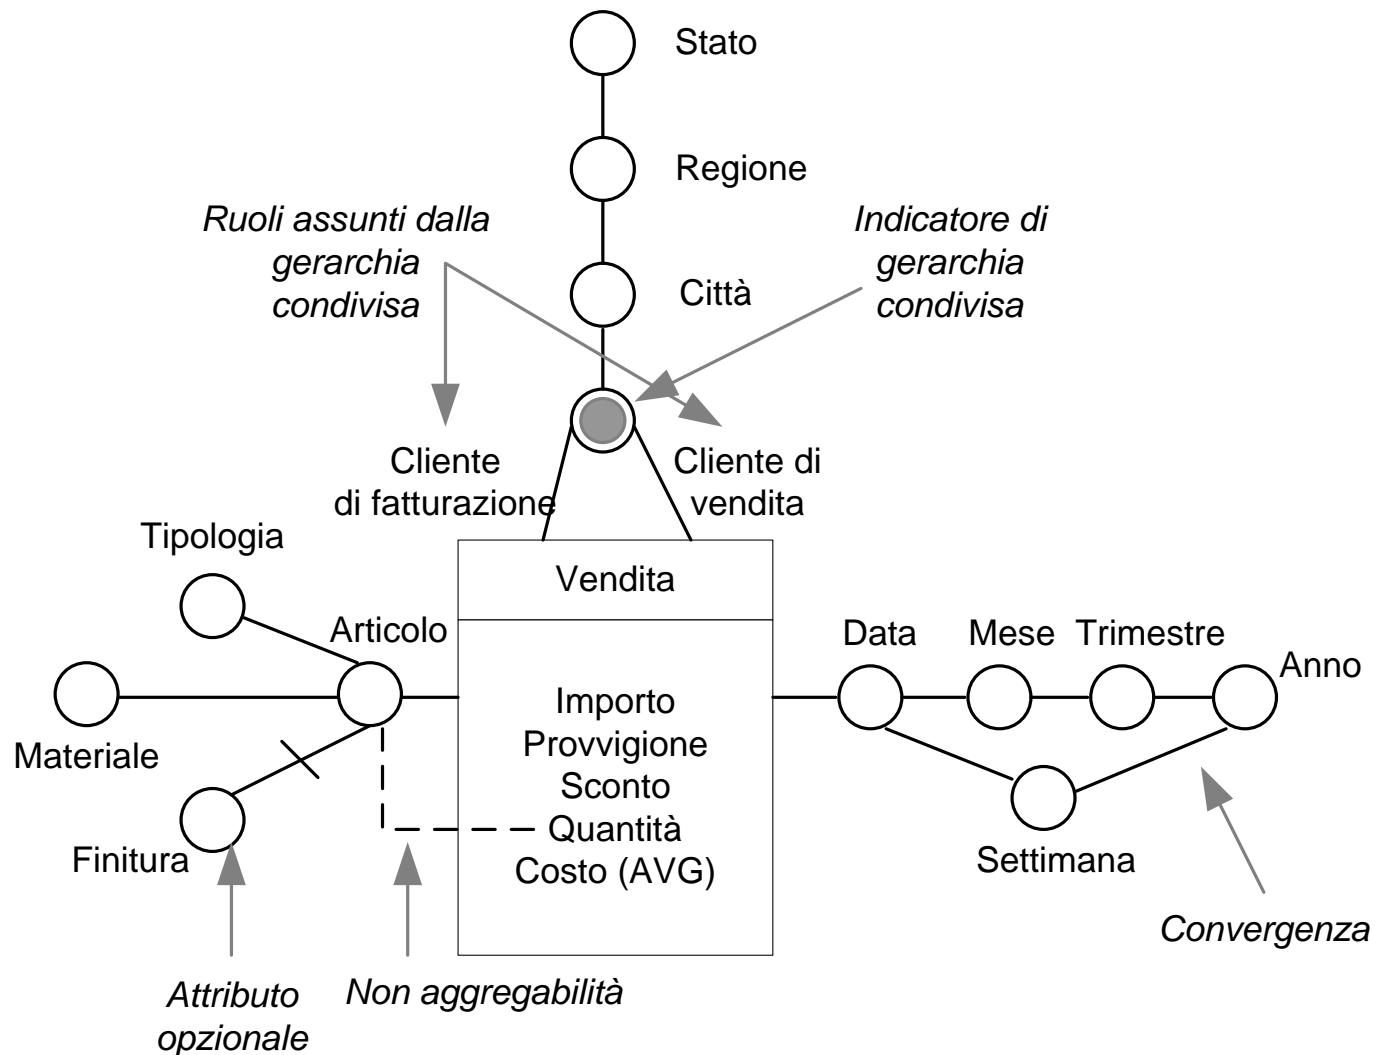 Stato
Regione
Ruoli assunti dalla
gerarchia
condivisa
Indicatore di
gerarchia
condivisa
Città
Cliente
di fatturazione
Cliente di
vendita
Tipologia
Vendita
Articolo
Data
Mese
Trimestre
Anno
Importo
Provvigione
Sconto
Quantità
Costo (AVG)
Materiale
Finitura
Settimana
Convergenza
Attributo
opzionale
Non aggregabilità